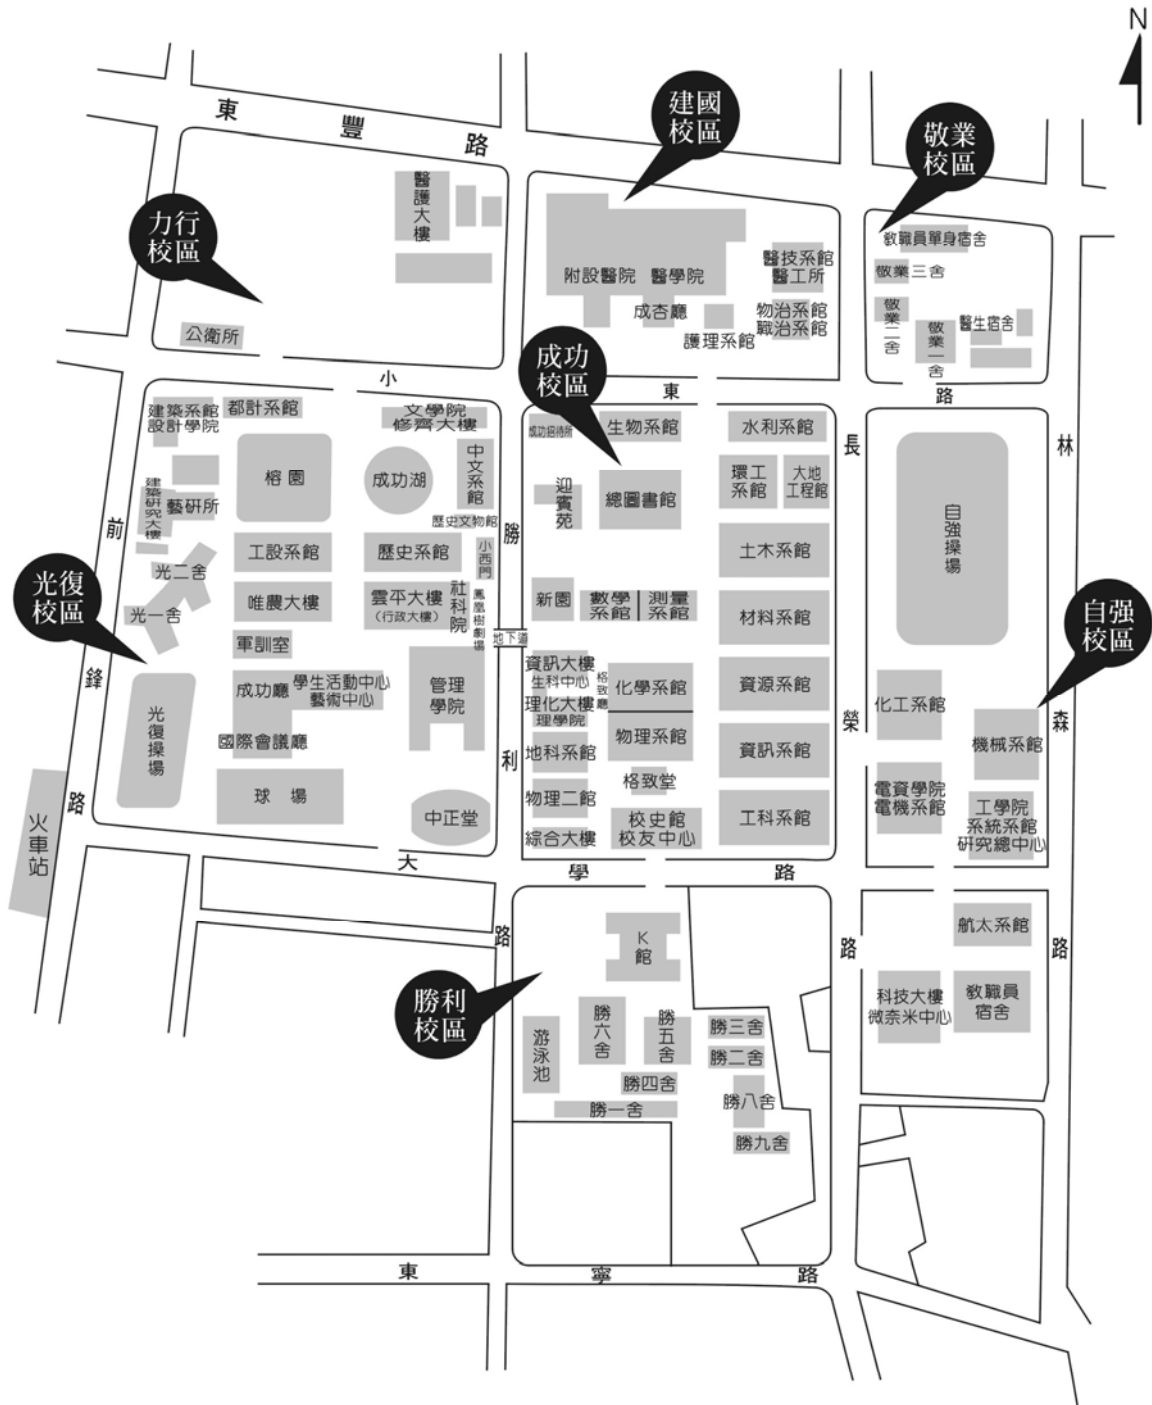 N
東豐路
建國
校區
敬業
校區
力行
校區
醫護大樓
公衛所
附設醫院
醫學院
成杏廳
護理系館
醫技系館
醫工所
物治系館
職治系館
教職員單身宿舍
敬業三舍
敬業二舍
敬業一舍
醫生宿舍
成功
校區
小東路
建築系館
設計學院
都計系館
文學院
修齊大樓
中文系館
榕園
成功湖
建築研究大樓
藝研所
歷史文物館
工設系館
歷史系館
小西門
光二舍
光一舍
唯農大樓
雲平大樓
(行政大樓)
社科院
鳳凰樹劇場
地下道
軍訓室
成功廳
學生活動中心
藝術中心
國際會議廳
管理
學院
光復操場
球場
中正堂
光復
校區
前鋒路
火車站
勝利路
成功招待所
生物系館
水利系館
迎賓苑
總圖書館
環工
系館
大地
工程館
土木系館
新園
數學
系館
測量
系館
材料系館
資訊大樓
生科中心
格致廳
化學系館
資源系館
理化大樓
理學院
物理系館
地科系館
資訊系館
格致堂
物理二館
校史館
校友中心
工科系館
綜合大樓
長榮路
自強操場
林森路
自强
校區
化工系館
機械系館
電資學院
電機系館
工學院
系統系館
研究總中心
大學路
航太系館
科技大樓
微奈米中心
教職員
宿舍
K
館
勝利
校區
游泳池
勝六舍
勝五舍
勝三舍
勝二舍
勝四舍
勝一舍
勝八舍
勝九舍
東寧路